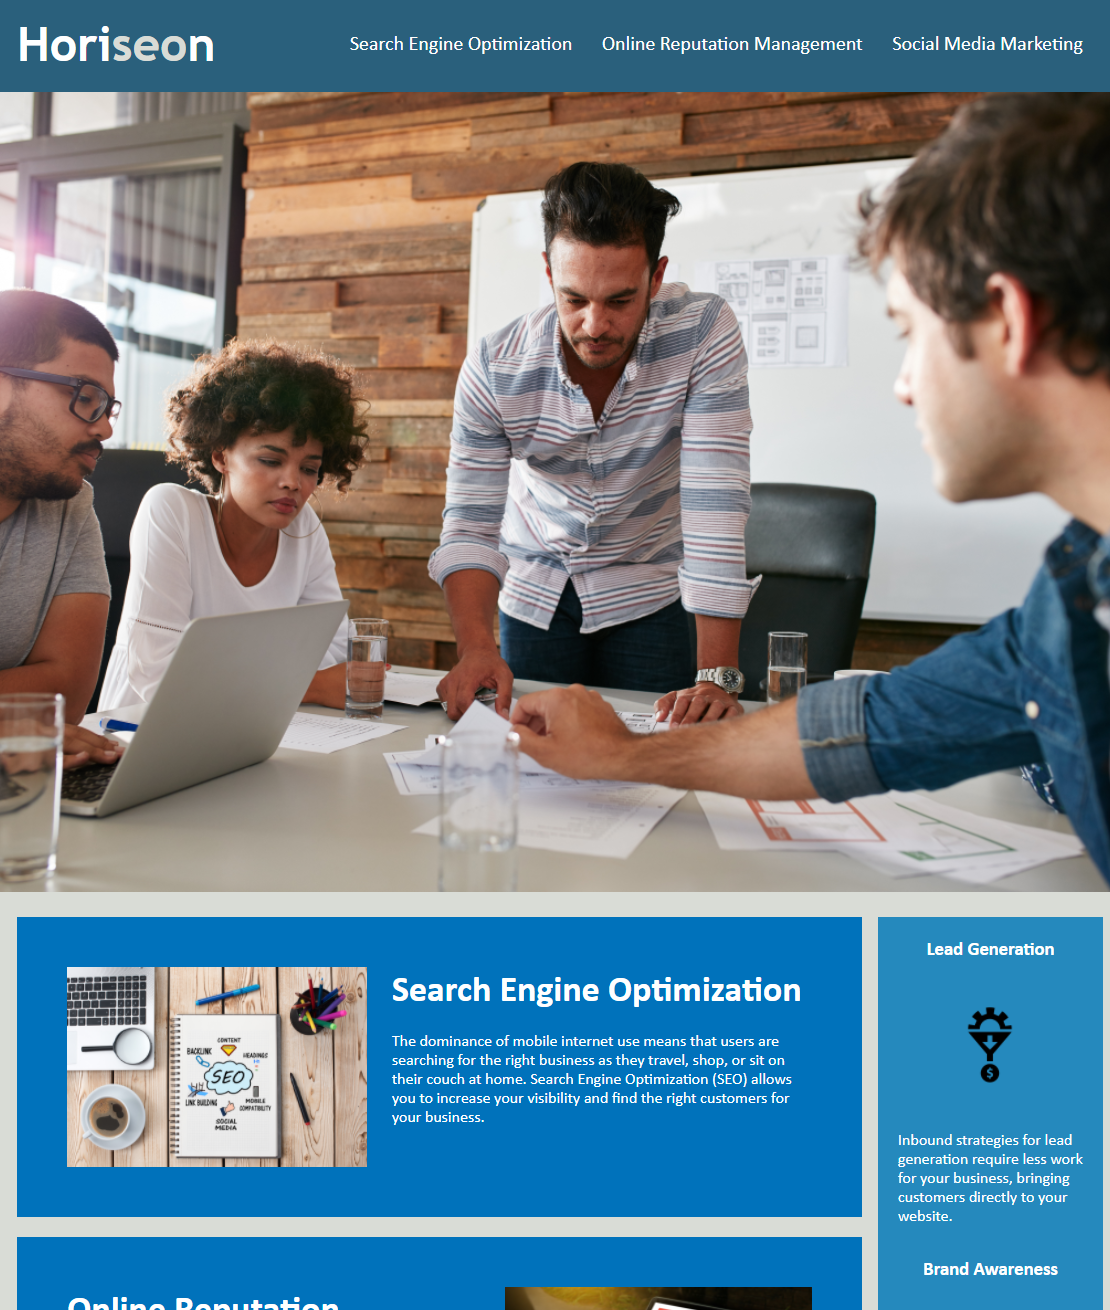 Horiseon
Search Engine Optimization
Online Reputation Management
Social Media Marketing
Search Engine Optimization
The dominance of mobile internet use means that users are
searching for the right business as they travel, shop, or sit on
their couch at home. Search Engine Optimization (SEO) allows
you to increase your visibility and find the right customers for
your business.
CONTENT
BACKLINK
HEADINGS
SEO
LINK BUILDING
MOBILE
COMPATIBILITY
SOCIAL
MEDIA
Online Reputation
Lead Generation
$
Inbound strategies for lead
generation require less work
for your business, bringing
customers directly to your
website.
Brand Awareness